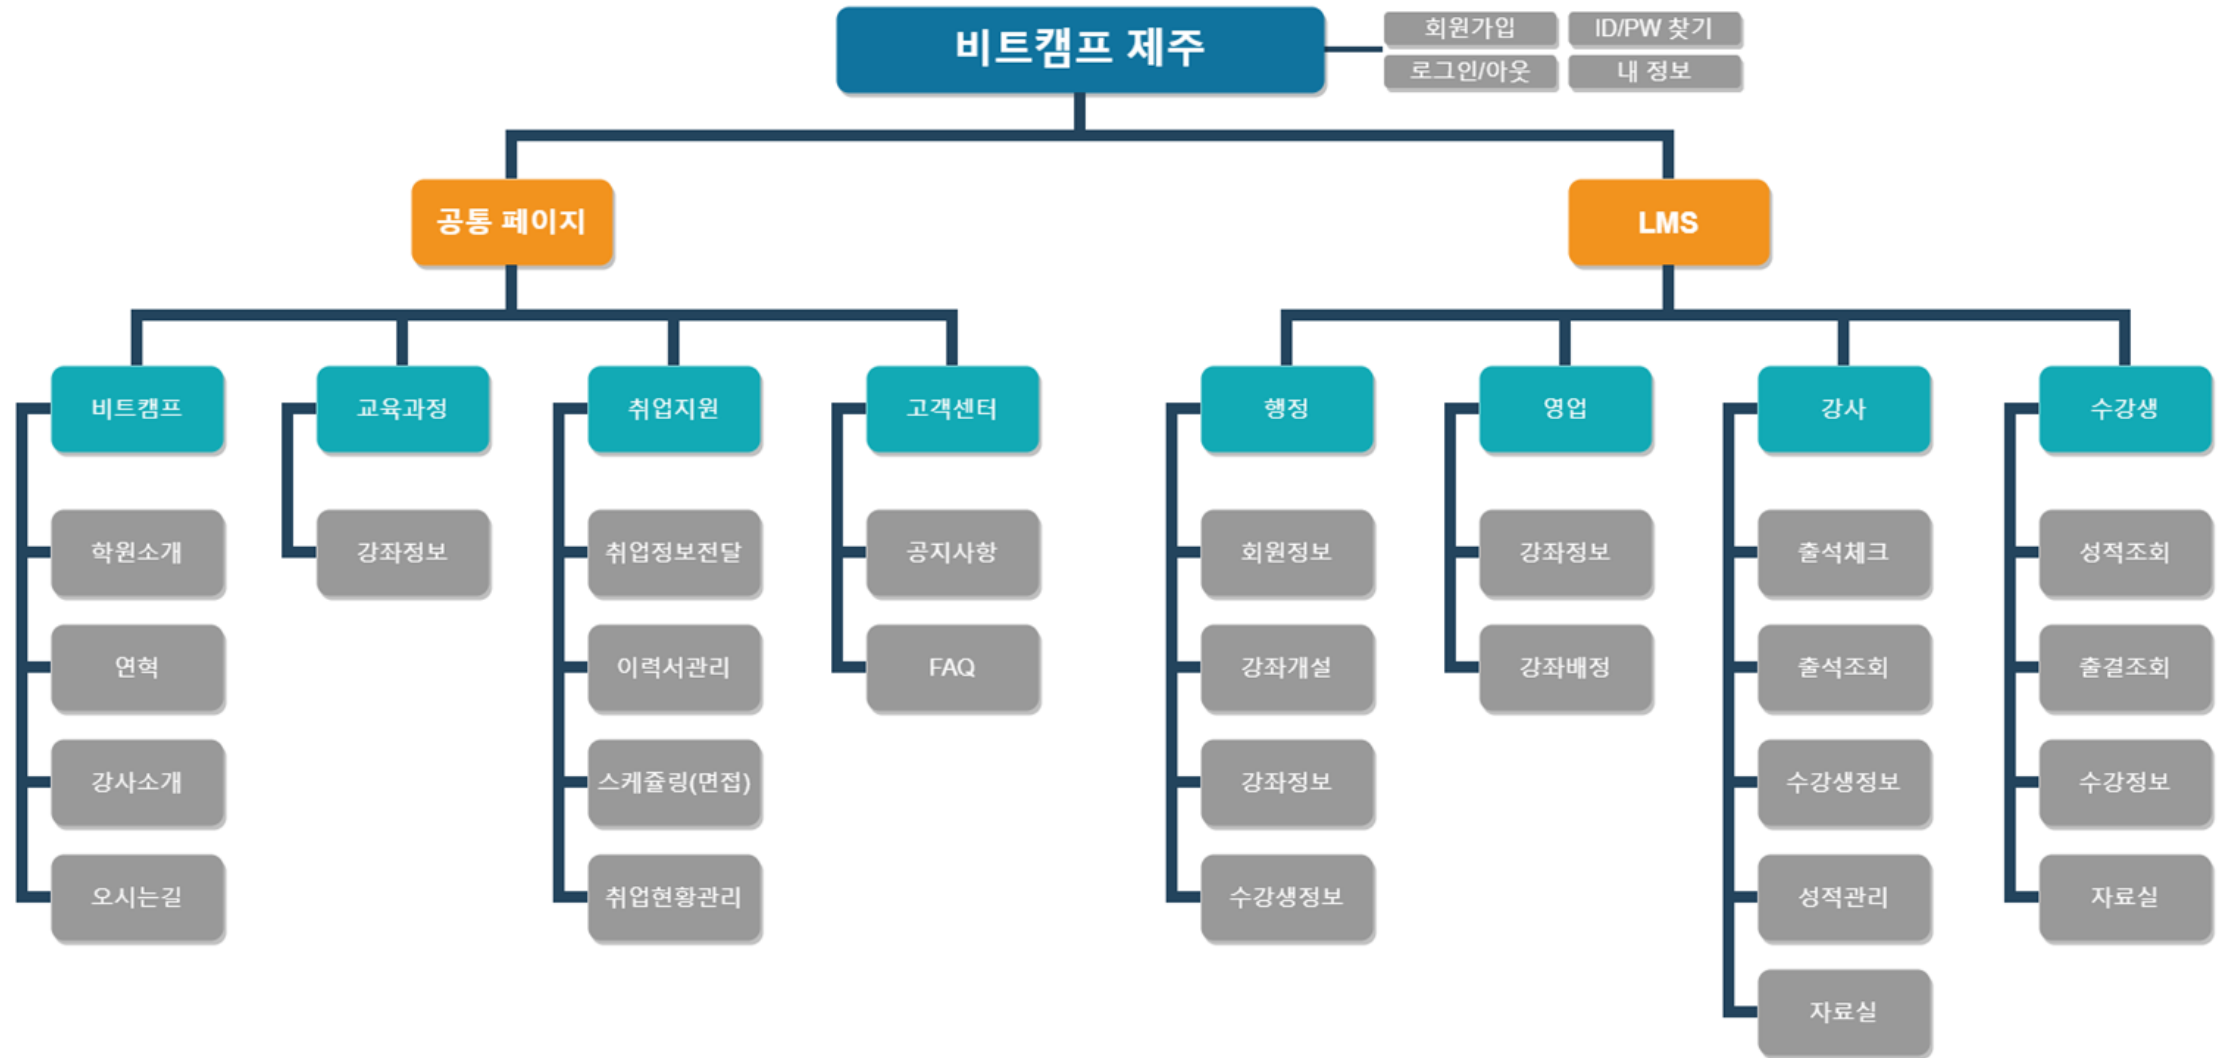 비트캠프 제주
회원가입
ID/PW 찾기
로그인/아웃
내 정보
공통 페이지
LMS
비트캠프
교육과정
취업지원
고객센터
행정
영업
강사
수강생
학원소개
강좌정보
취업정보전달
공지사항
회원정보
강좌정보
출석체크
성적조회
연혁
이력서관리
FAQ
강좌개설
강좌배정
출석조회
출결조회
강사소개
스케쥴링(면접)
강좌정보
수강생정보
수강정보
오시는길
취업현황관리
수강생정보
성적관리
자료실
자료실